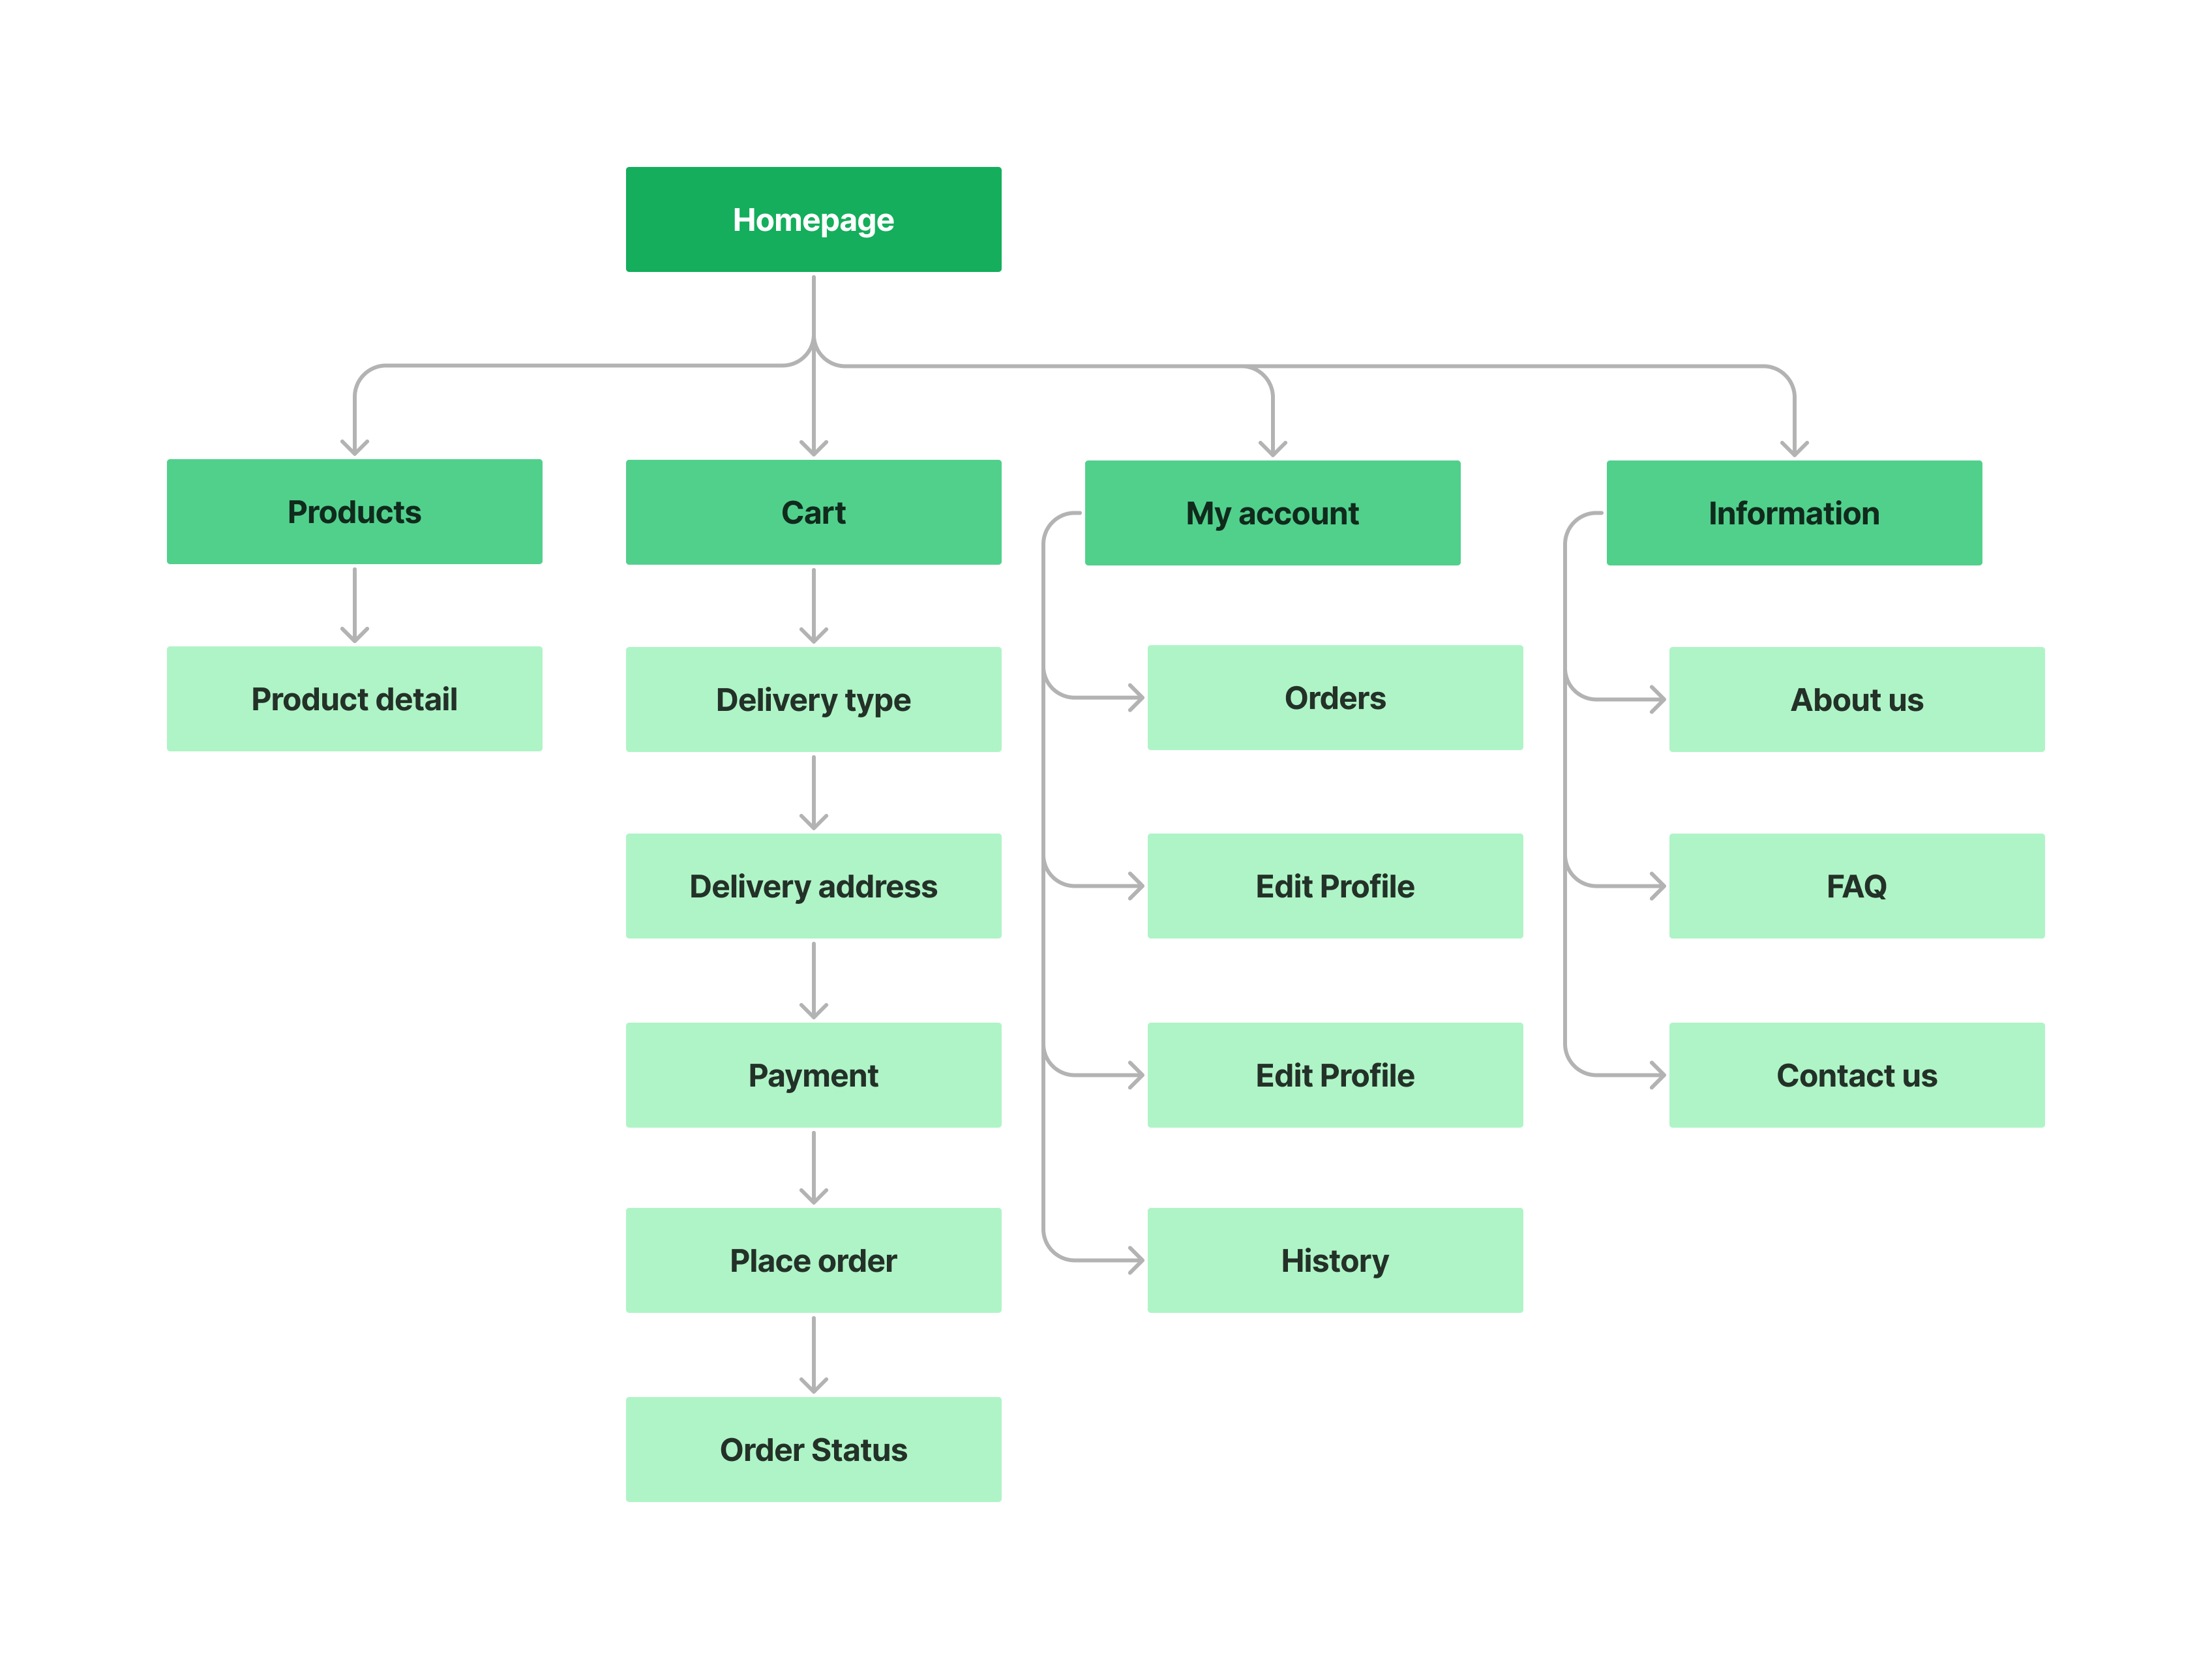 Homepage
Products
Cart
My account
Information
Product detail
Delivery type
Orders
About us
Delivery address
Edit Profile
FAQ
Payment
Edit Profile
Contact us
Place order
History
Order Status